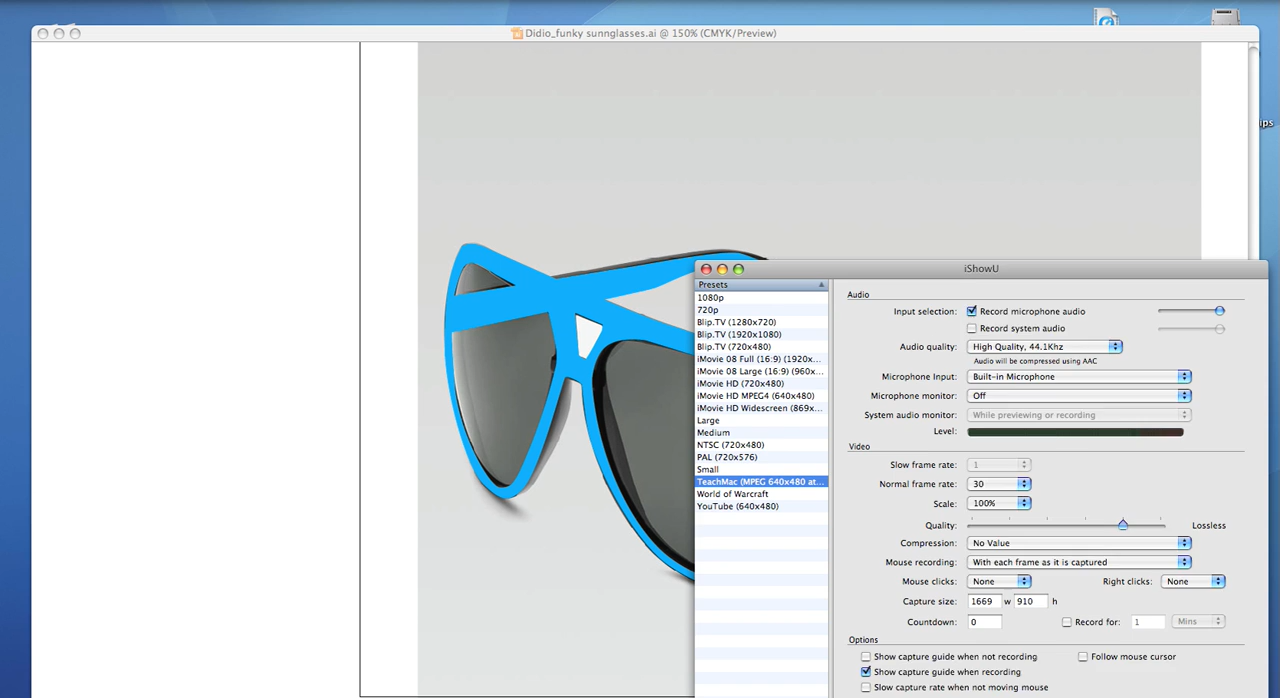 Didio_funky sunnglasses.ai @ 150% (CMYK/Preview)
ips
iShowU
Presets
1080p
720p
Blip.TV (1280x720)
Blip.TV (1920x1080)
Blip.TV (720x480)
iMovie 08 Full (16:9) (1920x...
iMovie 08 Large (16:9) (960x...
iMovie HD (720x480)
iMovie HD MPEG4 (640x480)
iMovie HD Widescreen (869x...
Large
Medium
NTSC (720x480)
PAL (720x576)
Small
TeachMac (MPEG 640x480 at...
World of Warcraft
YouTube (640x480)
Audio
Input selection: Record microphone audio
Record system audio
Audio quality: High Quality, 44.1Khz
Audio will be compressed using AAC
Microphone Input: Built-in Microphone
Microphone monitor: Off
System audio monitor: While previewing or recording
Level:
Video
Slow frame rate: 1
Normal frame rate: 30
Scale: 100%
Quality: Lossless
Compression: No Value
Mouse recording: With each frame as it is captured
Mouse clicks: None Right clicks: None
Capture size: 1669 w 910 h
Countdown: 0 Record for: 1 Mins
Options
Show capture guide when not recording Follow mouse cursor
Show capture guide when recording
Slow capture rate when not moving mouse